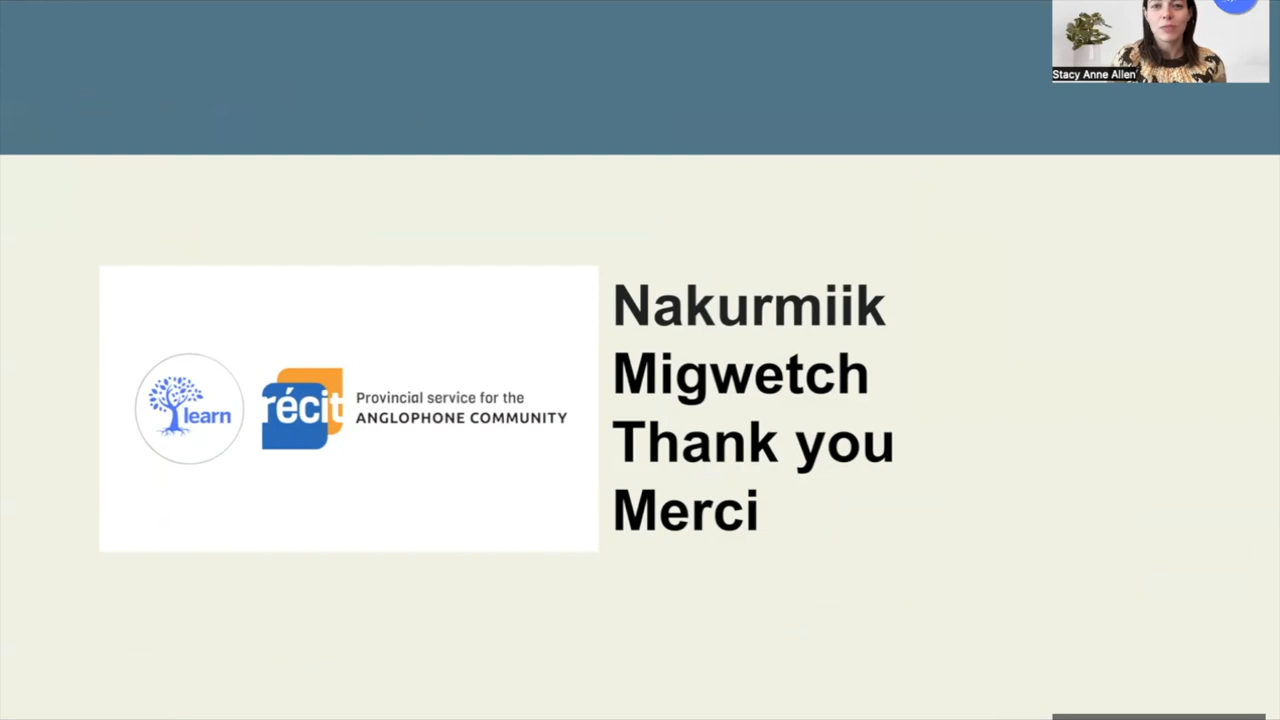 Stacy Anne Allen
Nakurmiik
Migwetch
Thank you
Merci
learn
récit
Provincial service for the
ANGLOPHONE COMMUNITY